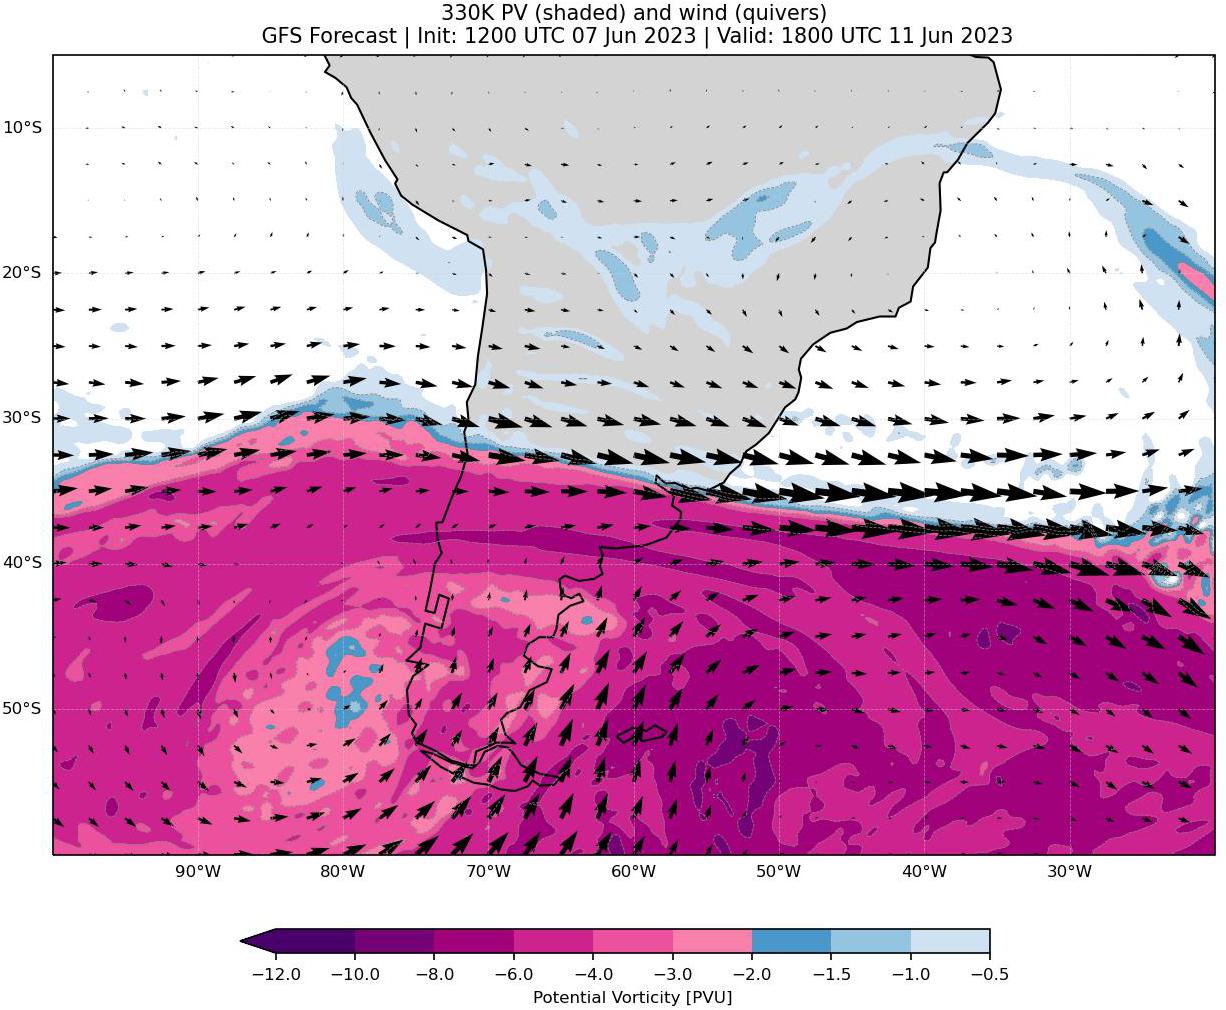 330K PV (shaded) and wind (quivers)
GFS Forecast | Init: 1200 UTC 07 Jun 2023 | Valid: 1800 UTC 11 Jun 2023
10°S
20°S
30°S
40°S
50°S
90°W 80°W 70°W 60°W 50°W 40°W 30°W
−12.0 −10.0 −8.0 −6.0 −4.0 −3.0 −2.0 −1.5 −1.0 −0.5
Potential Vorticity [PVU]